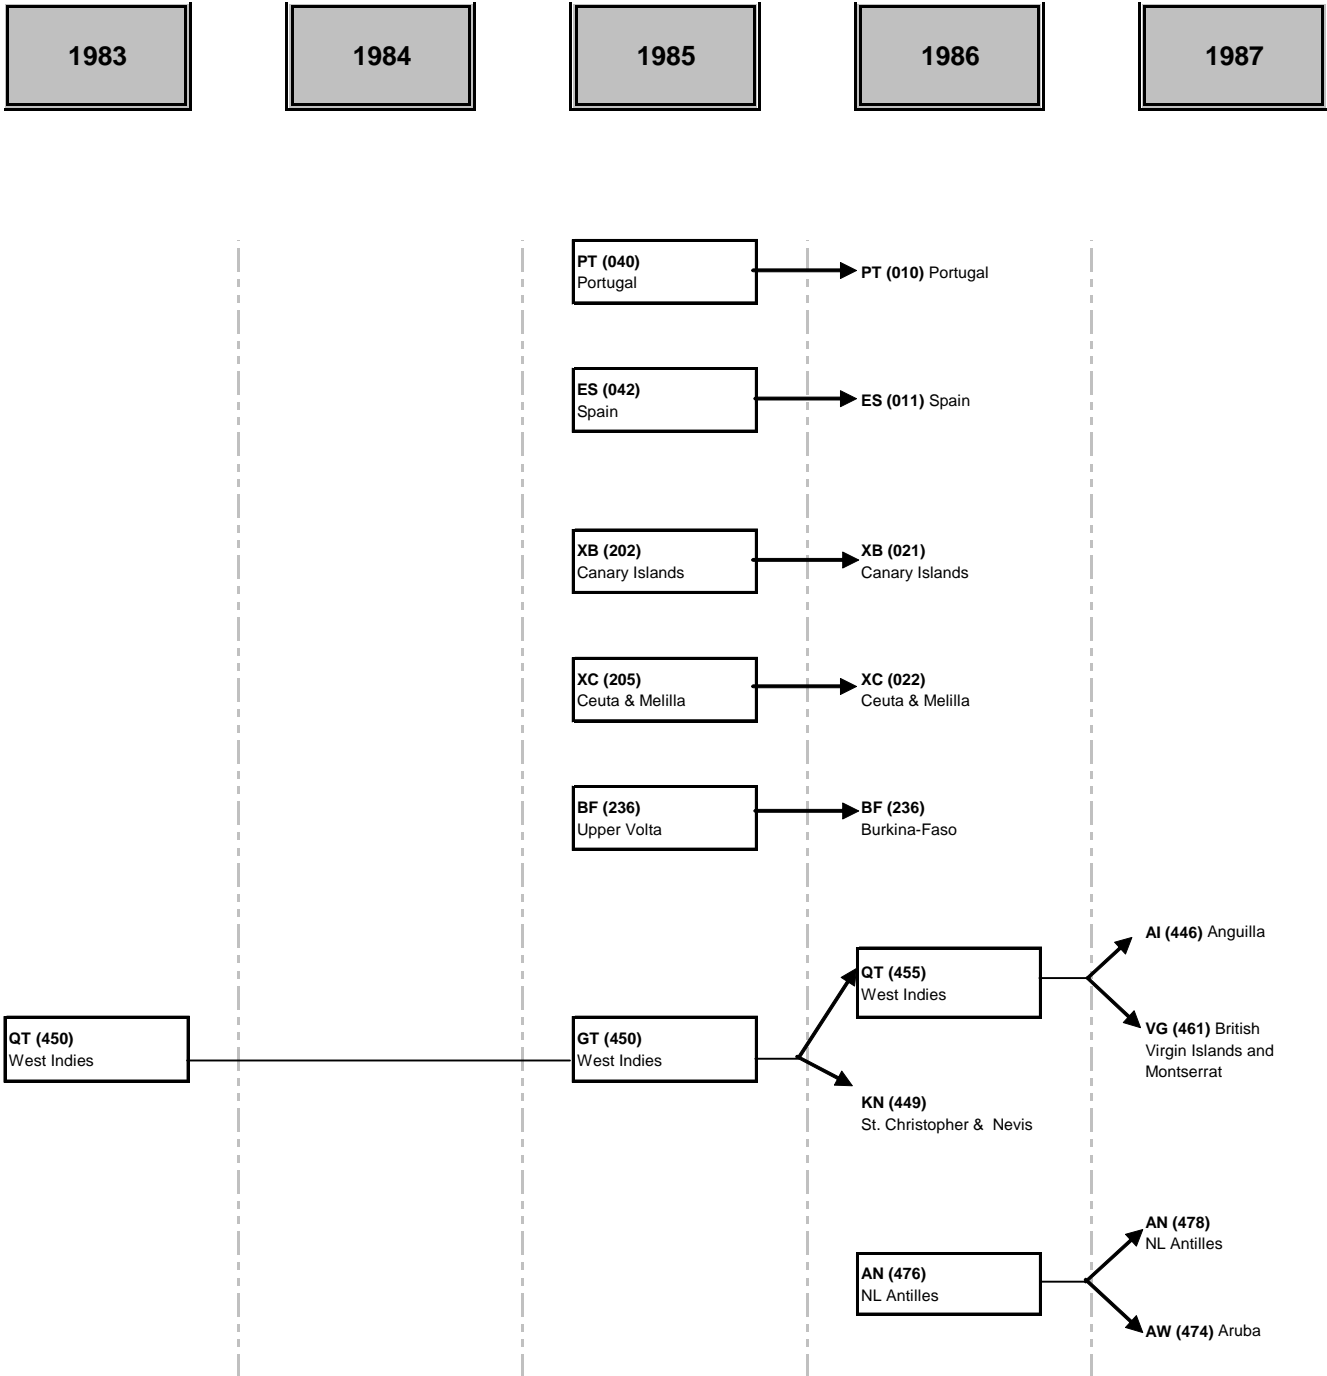 1983
1984
1985
1986
1987
PT (040)
Portugal
PT (010) Portugal
ES (042)
Spain
ES (011) Spain
XB (202)
Canary Islands
XB (021)
Canary Islands
XC (205)
Ceuta & Melilla
XC (022)
Ceuta & Melilla
BF (236)
Upper Volta
BF (236)
Burkina-Faso
QT (450)
West Indies
GT (450)
West Indies
QT (455)
West Indies
KN (449)
St. Christopher & Nevis
AI (446) Anguilla
VG (461) British
Virgin Islands and
Montserrat
AN (476)
NL Antilles
AN (478)
NL Antilles
AW (474) Aruba